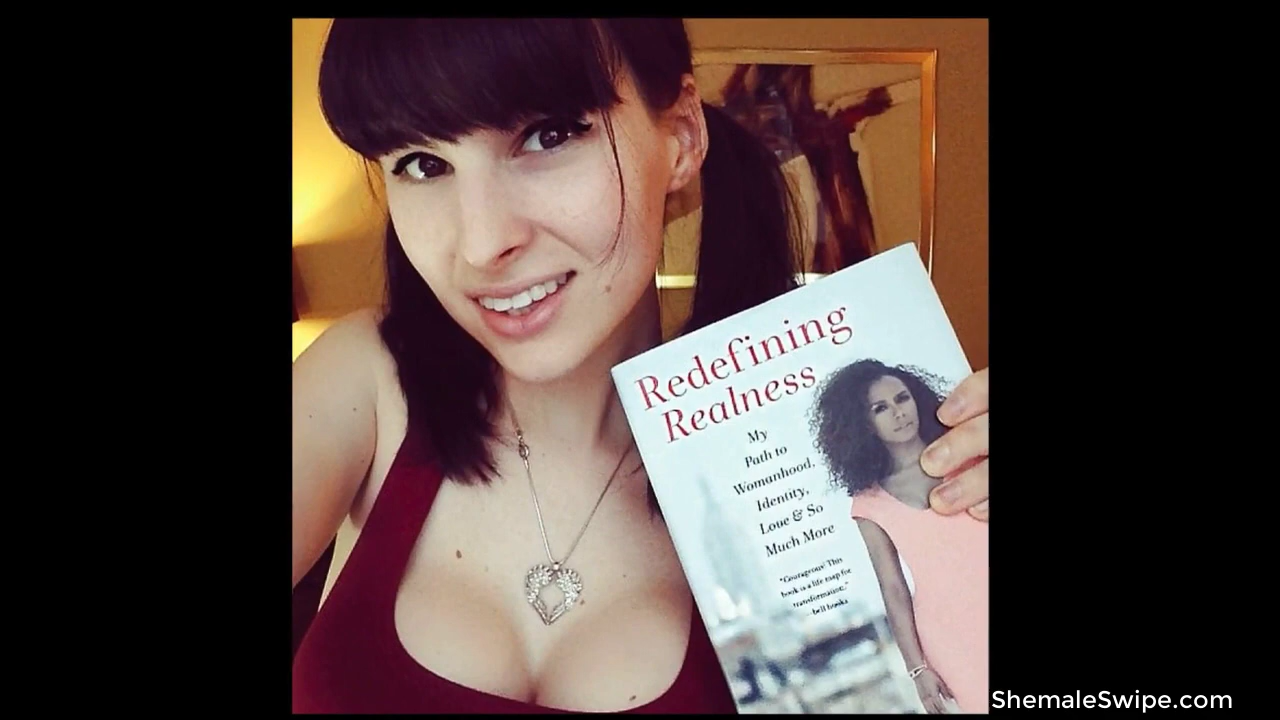 Redefining
Realness
My
Path to
Womanhood,
Identity,
Love & So
Much More
"Courageous! This
book is a life map for
transformation."
—bell hooks
ShemaleSwipe.com